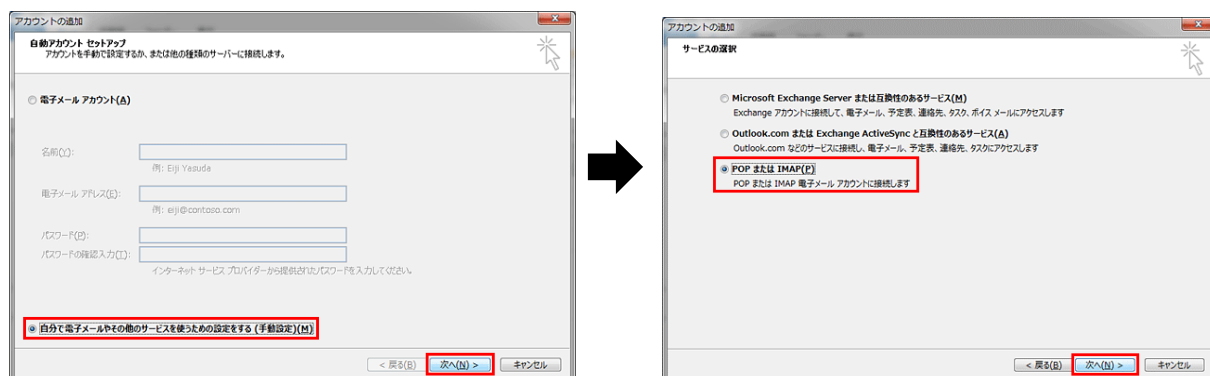 アカウントの追加
自動アカウント セットアップ
アカウントを手動で設定するか、または他の種類のサーバーに接続します。
電子メール アカウント(A)
名前(Y):
例: Eiji Yasuda
電子メール アドレス(E):
例: eiji@contoso.com
パスワード(P):
パスワードの確認入力(T):
インターネット サービス プロバイダーから提供されたパスワードを入力してください。
自分で電子メールやその他のサービスを使うための設定をする (手動設定)(M)
< 戻る(B)
次へ(N) >
キャンセル
アカウントの追加
サービスの選択
Microsoft Exchange Server または互換性のあるサービス(M)
Exchange アカウントに接続して、電子メール、予定表、連絡先、タスク、ボイス メールにアクセスします
Outlook.com または Exchange ActiveSync と互換性のあるサービス(A)
Outlook.com などのサービスに接続し、電子メール、予定表、連絡先、タスクにアクセスします
POP または IMAP(P)
POP または IMAP 電子メール アカウントに接続します
< 戻る(B)
次へ(N) >
キャンセル